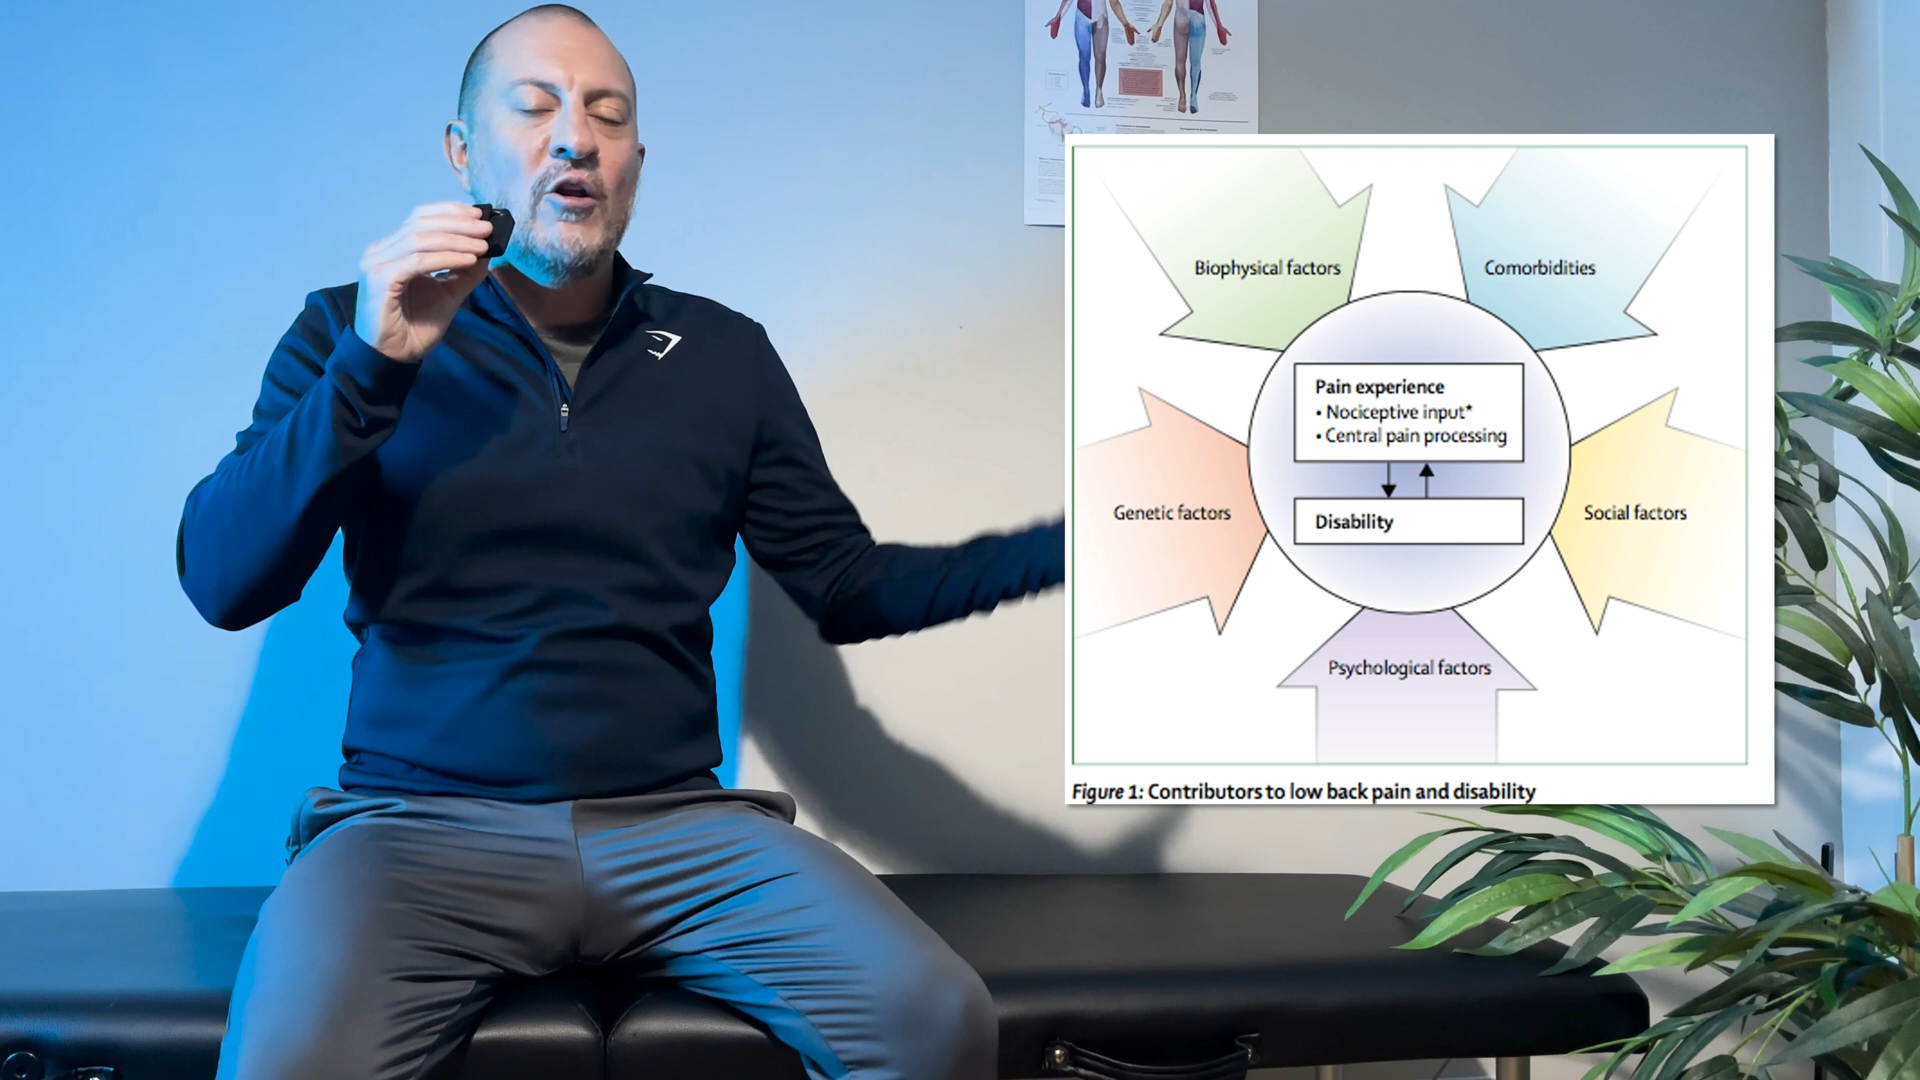 Biophysical factors
Comorbidities
Pain experience
• Nociceptive input*
• Central pain processing
Genetic factors
Disability
Social factors
Psychological factors
Figure 1: Contributors to low back pain and disability